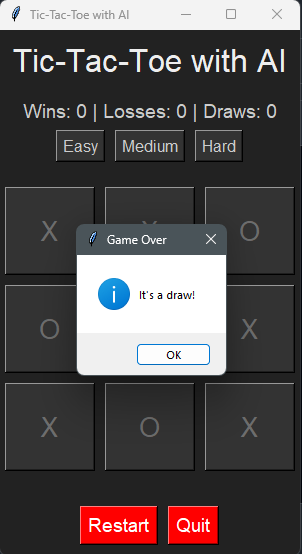 Tic-Tac-Toe with AI
Tic-Tac-Toe with AI
Wins: 0 | Losses: 0 | Draws: 0
Easy Medium Hard
X X O
Game Over
It's a draw!
O X
OK
X O X
Restart Quit